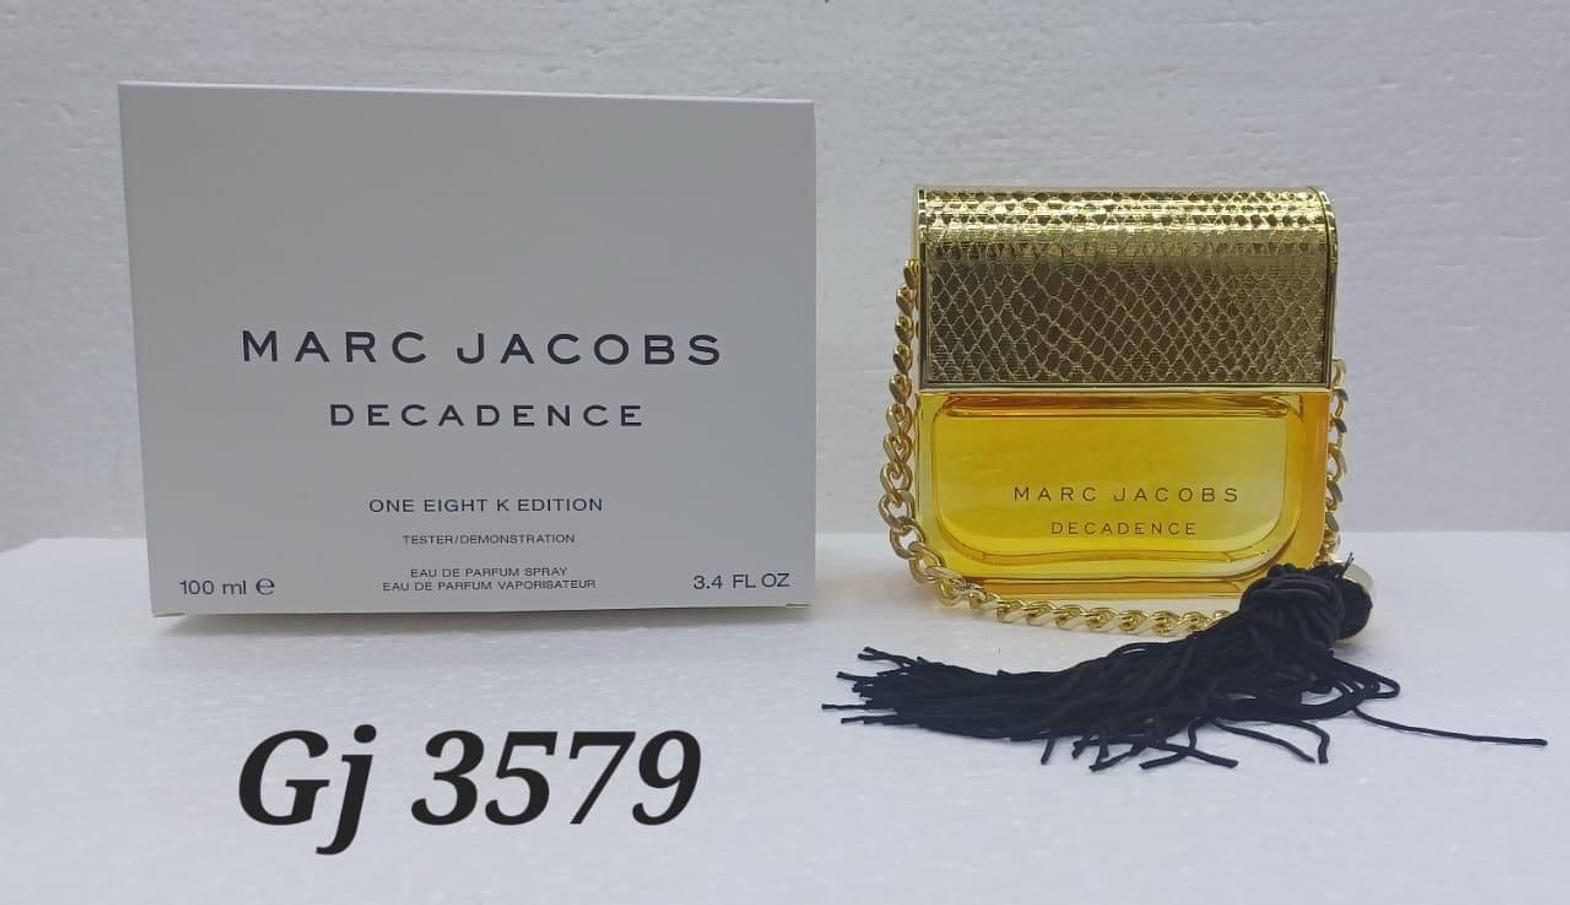 MARC JACOBS
DECADENCE
ONE EIGHT K EDITION
TESTER/DEMONSTRATION
EAU DE PARFUM SPRAY
EAU DE PARFUM VAPORISATEUR
100 ml ℮
3.4 FL OZ
MARC JACOBS
DECADENCE
Gj 3579